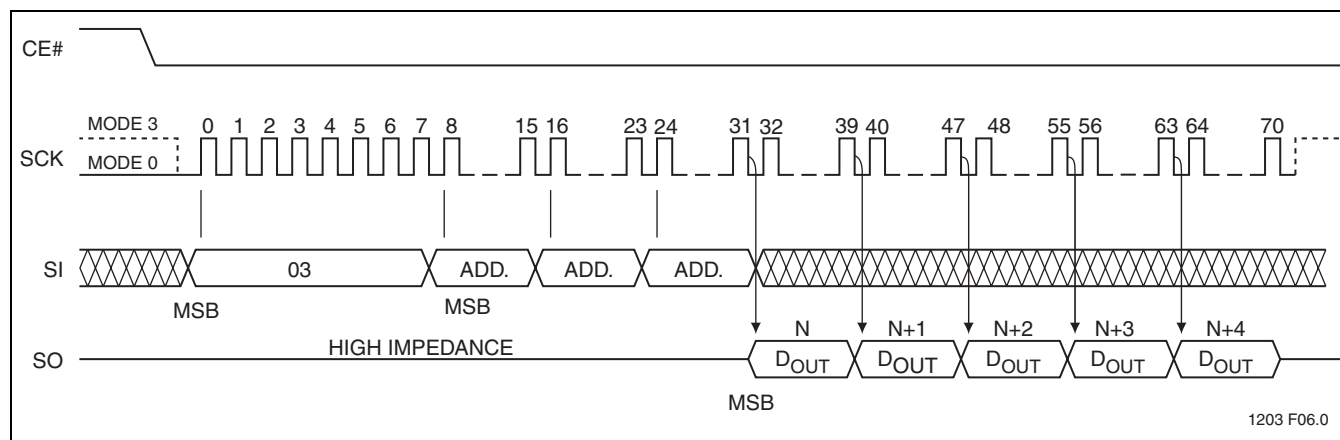 CE#
MODE 3
0 1 2 3 4 5 6 7 8 15 16 23 24 31 32 39 40 47 48 55 56 63 64 70
SCK
MODE 0
SI
03 ADD. ADD. ADD.
MSB MSB
N N+1 N+2 N+3 N+4
HIGH IMPEDANCE
SO
DOUT DOUT DOUT DOUT DOUT
MSB
1203 F06.0